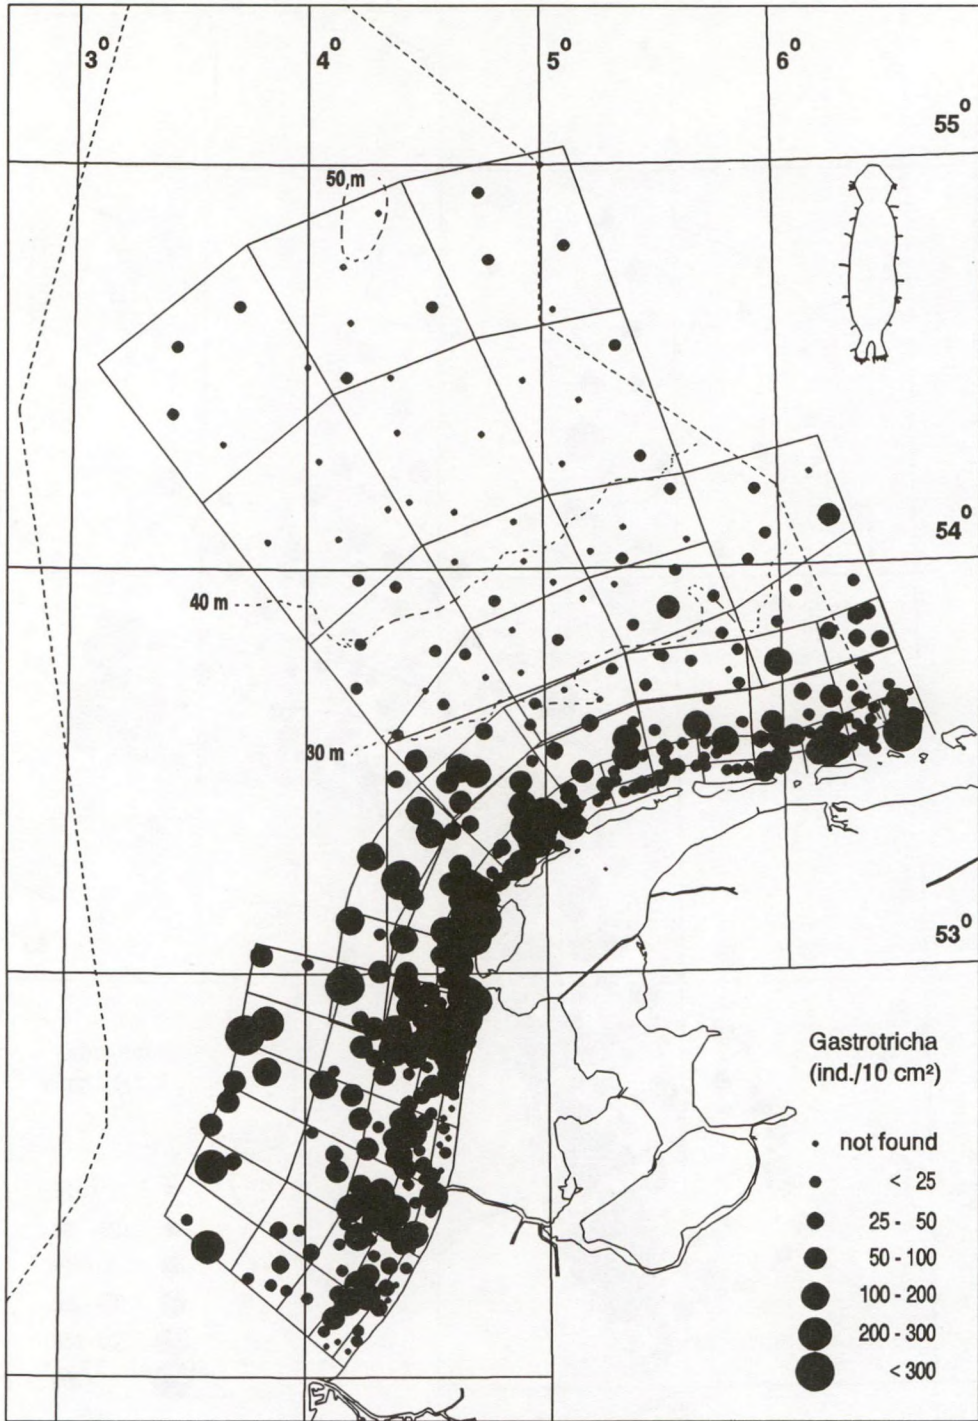 3°
4°
5°
6°
55°
50,m
54°
40 m
30 m
53°
Gastrotricha
(ind./10 cm²)
not found
< 25
25 - 50
50 - 100
100 - 200
200 - 300
< 300